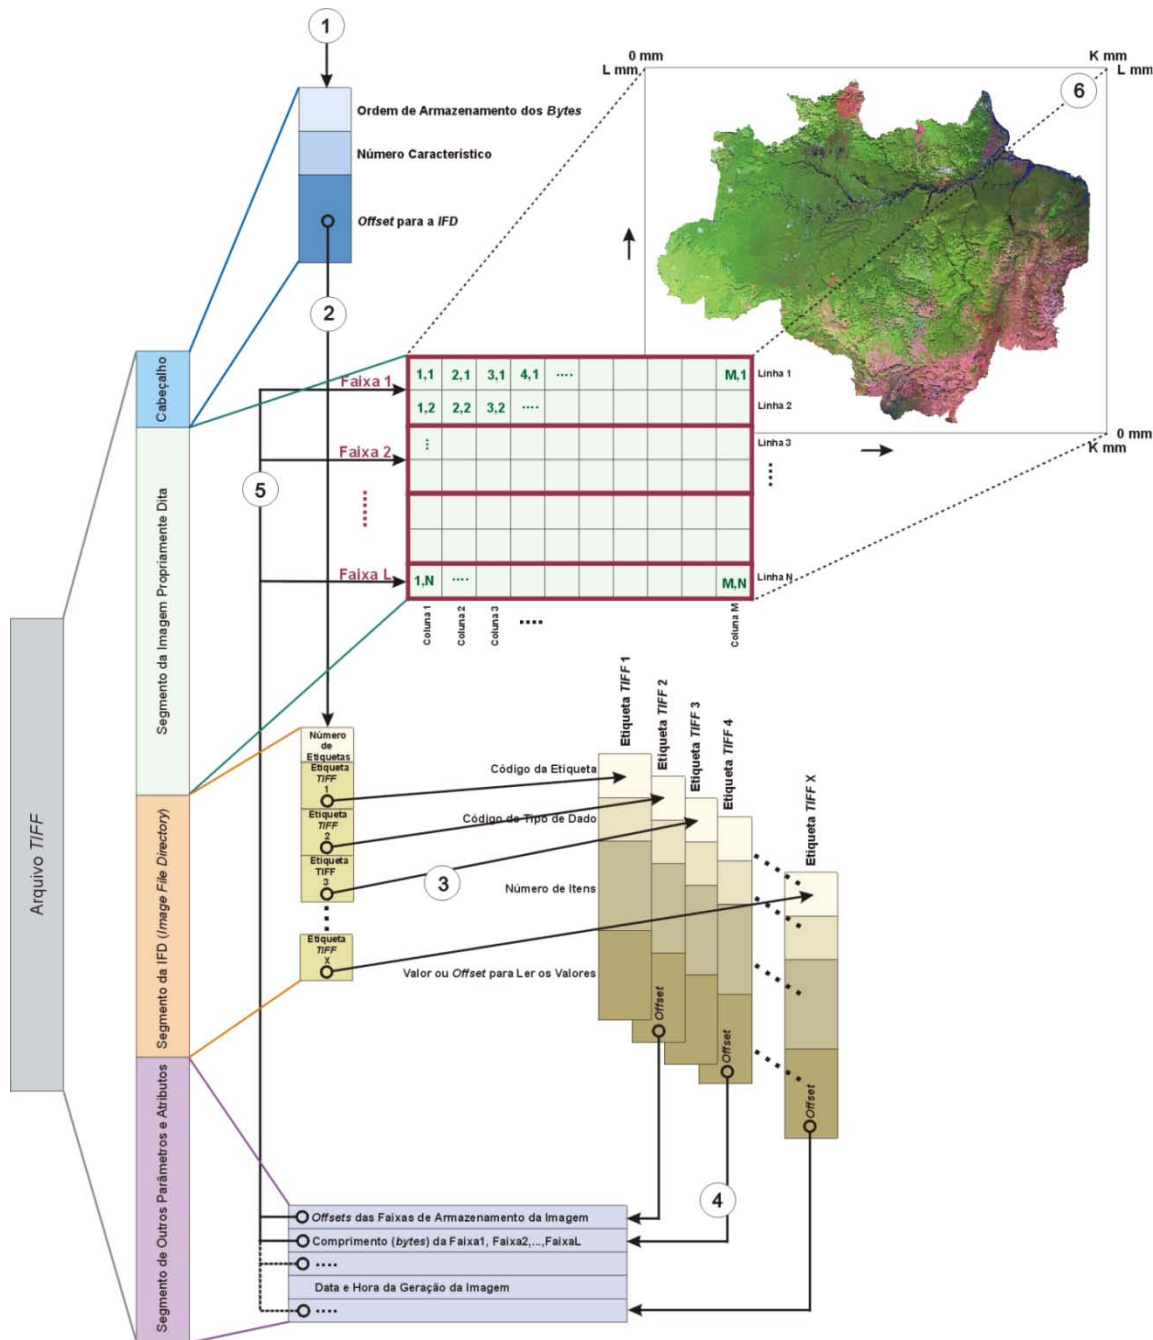 1
0 mm
K mm
L mm
L mm
6
Ordem de Armazenamento dos Bytes
Número Característico
Offset para a IFD
2
Cabeçalho
Segmento da Imagem Propriamente Dita
Segmento da IFD (Image File Directory)
Segmento de Outros Parâmetros e Atributos
Arquivo TIFF
5
Faixa 1
Faixa 2
Faixa L
1,1 2,1 3,1 4,1 .... M,1
1,2 2,2 3,2 ....
1,N .... M,N
Linha 1
Linha 2
Linha 3
Linha N
0 mm
K mm
Coluna 1
Coluna 2
Coluna 3
Coluna M
Número
de
Etiquetas
Etiqueta
TIFF
1
Etiqueta
TIFF
2
Etiqueta
TIFF
3
Etiqueta
TIFF
X
3
Etiqueta TIFF 1
Etiqueta TIFF 2
Etiqueta TIFF 3
Etiqueta TIFF 4
Etiqueta TIFF X
Código da Etiqueta
Código de Tipo de Dado
Número de Itens
Valor ou Offset para Ler os Valores
Offset
Offset
Offset
4
Offsets das Faixas de Armazenamento da Imagem
Comprimento (bytes) da Faixa1, Faixa2,...,FaixaL
....
Data e Hora da Geração da Imagem
....